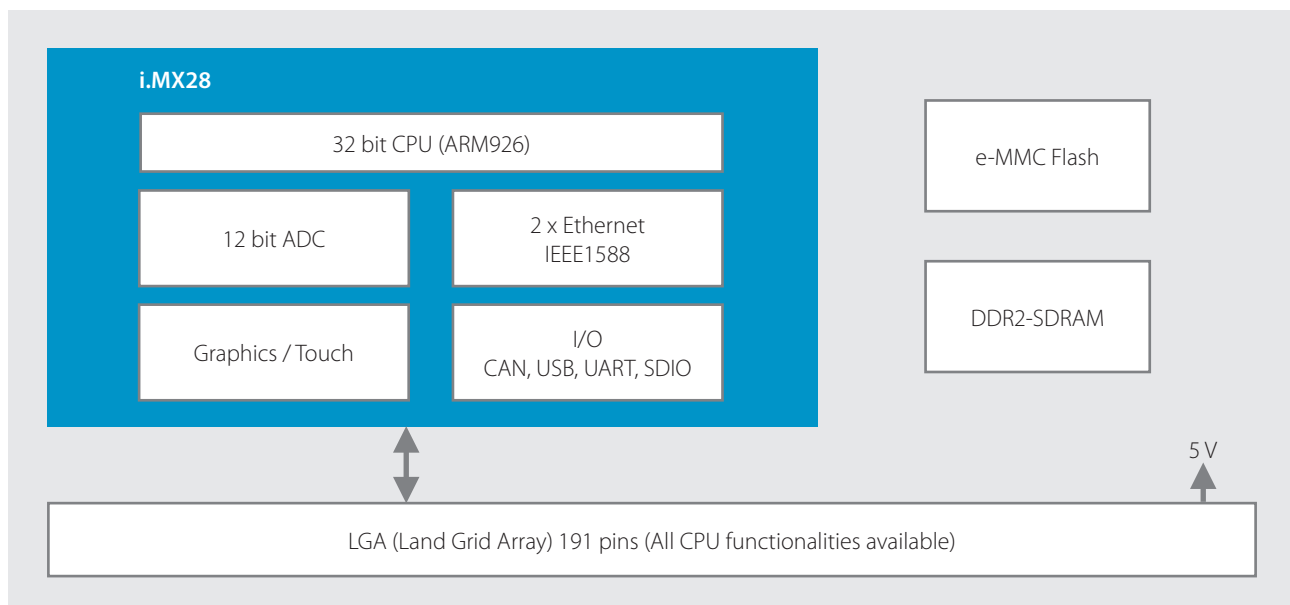 i.MX28
32 bit CPU (ARM926)
12 bit ADC
2 x Ethernet
IEEE1588
Graphics / Touch
I/O
CAN, USB, UART, SDIO
e-MMC Flash
DDR2-SDRAM
5 V
LGA (Land Grid Array) 191 pins (All CPU functionalities available)